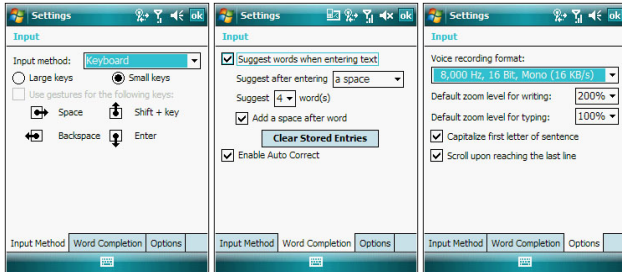 Settings ok
Input
Input method: Keyboard
Large keys Small keys
Use gestures for the following keys:
Space Shift + key
Backspace Enter
Input Method Word Completion Options
Settings ok
Input
Suggest words when entering text
Suggest after entering a space
Suggest 4 word(s)
Add a space after word
Clear Stored Entries
Enable Auto Correct
Input Method Word Completion Options
Settings ok
Input
Voice recording format:
8,000 Hz, 16 Bit, Mono (16 KB/s)
Default zoom level for writing: 200%
Default zoom level for typing: 100%
Capitalize first letter of sentence
Scroll upon reaching the last line
Input Method Word Completion Options